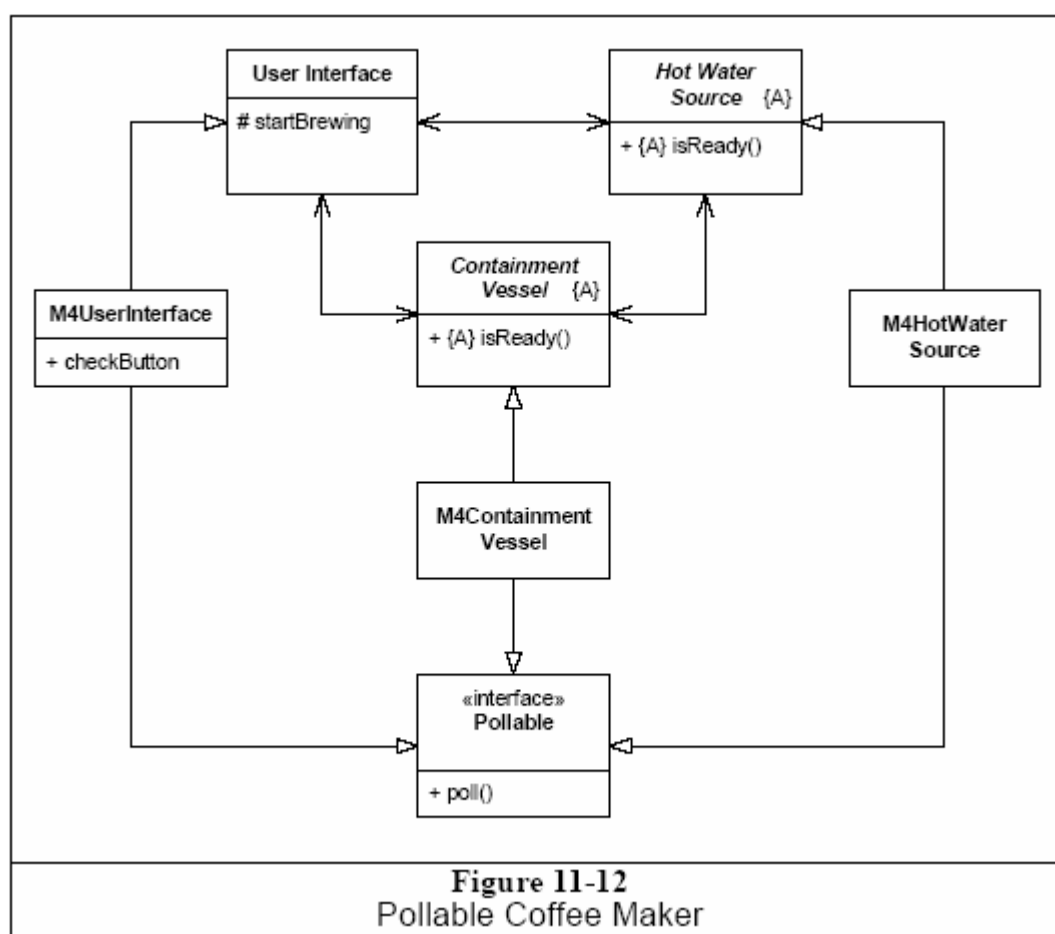 User Interface
# startBrewing
Hot Water
Source {A}
+ {A} isReady()
Containment
Vessel {A}
+ {A} isReady()
M4UserInterface
+ checkButton
M4HotWater
Source
M4Containment
Vessel
«interface»
Pollable
+ poll()
Figure 11-12
Pollable Coffee Maker